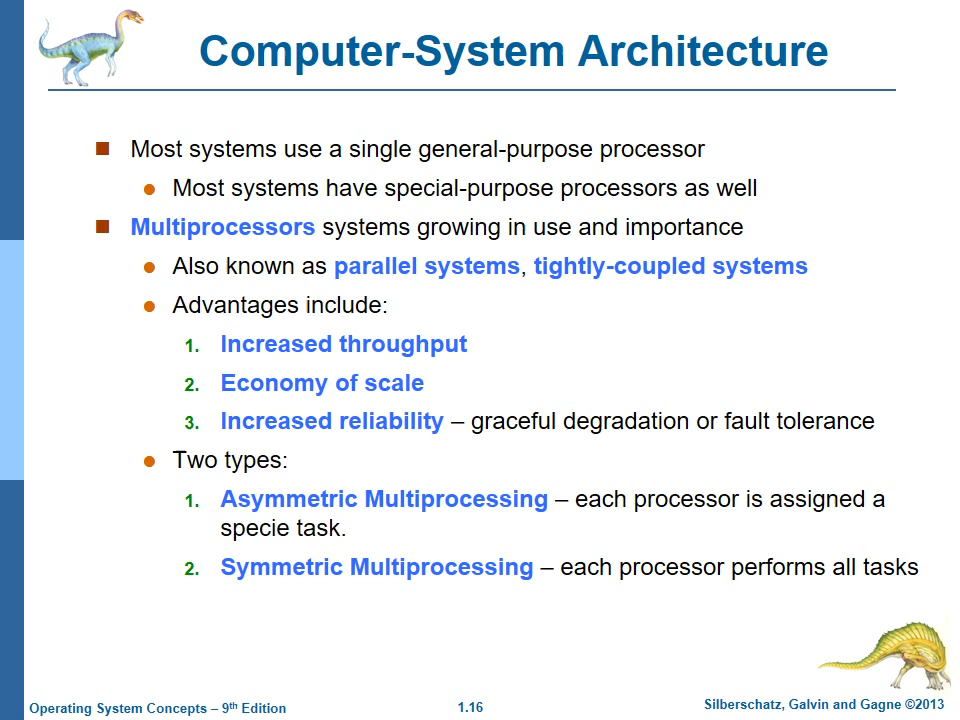 Computer-System Architecture
Most systems use a single general-purpose processor
Most systems have special-purpose processors as well
Multiprocessors systems growing in use and importance
Also known as parallel systems, tightly-coupled systems
Advantages include:
1. Increased throughput
2. Economy of scale
3. Increased reliability – graceful degradation or fault tolerance
Two types:
1. Asymmetric Multiprocessing – each processor is assigned a
specie task.
2. Symmetric Multiprocessing – each processor performs all tasks
Operating System Concepts – 9th Edition
1.16
Silberschatz, Galvin and Gagne ©2013